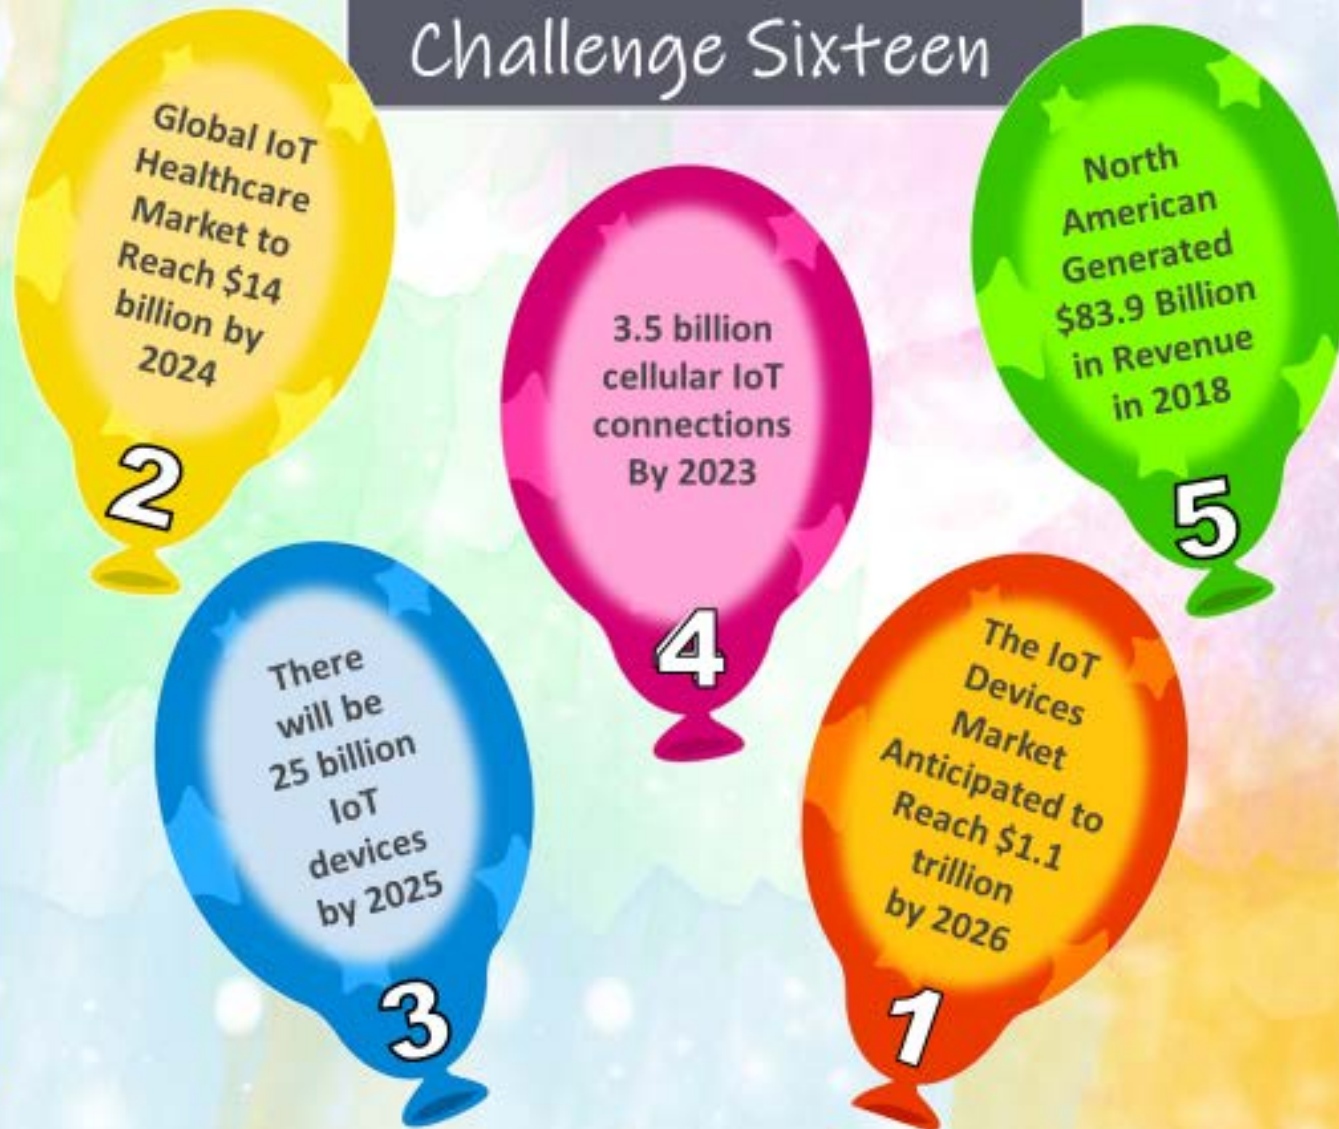 Challenge Sixteen
Global IoT
Healthcare
Market to
Reach $14
billion by
2024
2
3.5 billion
cellular IoT
connections
By 2023
4
North
American
Generated
$83.9 Billion
in Revenue
in 2018
5
There
will be
25 billion
IoT
devices
by 2025
3
The IoT
Devices
Market
Anticipated to
Reach $1.1
trillion
by 2026
1